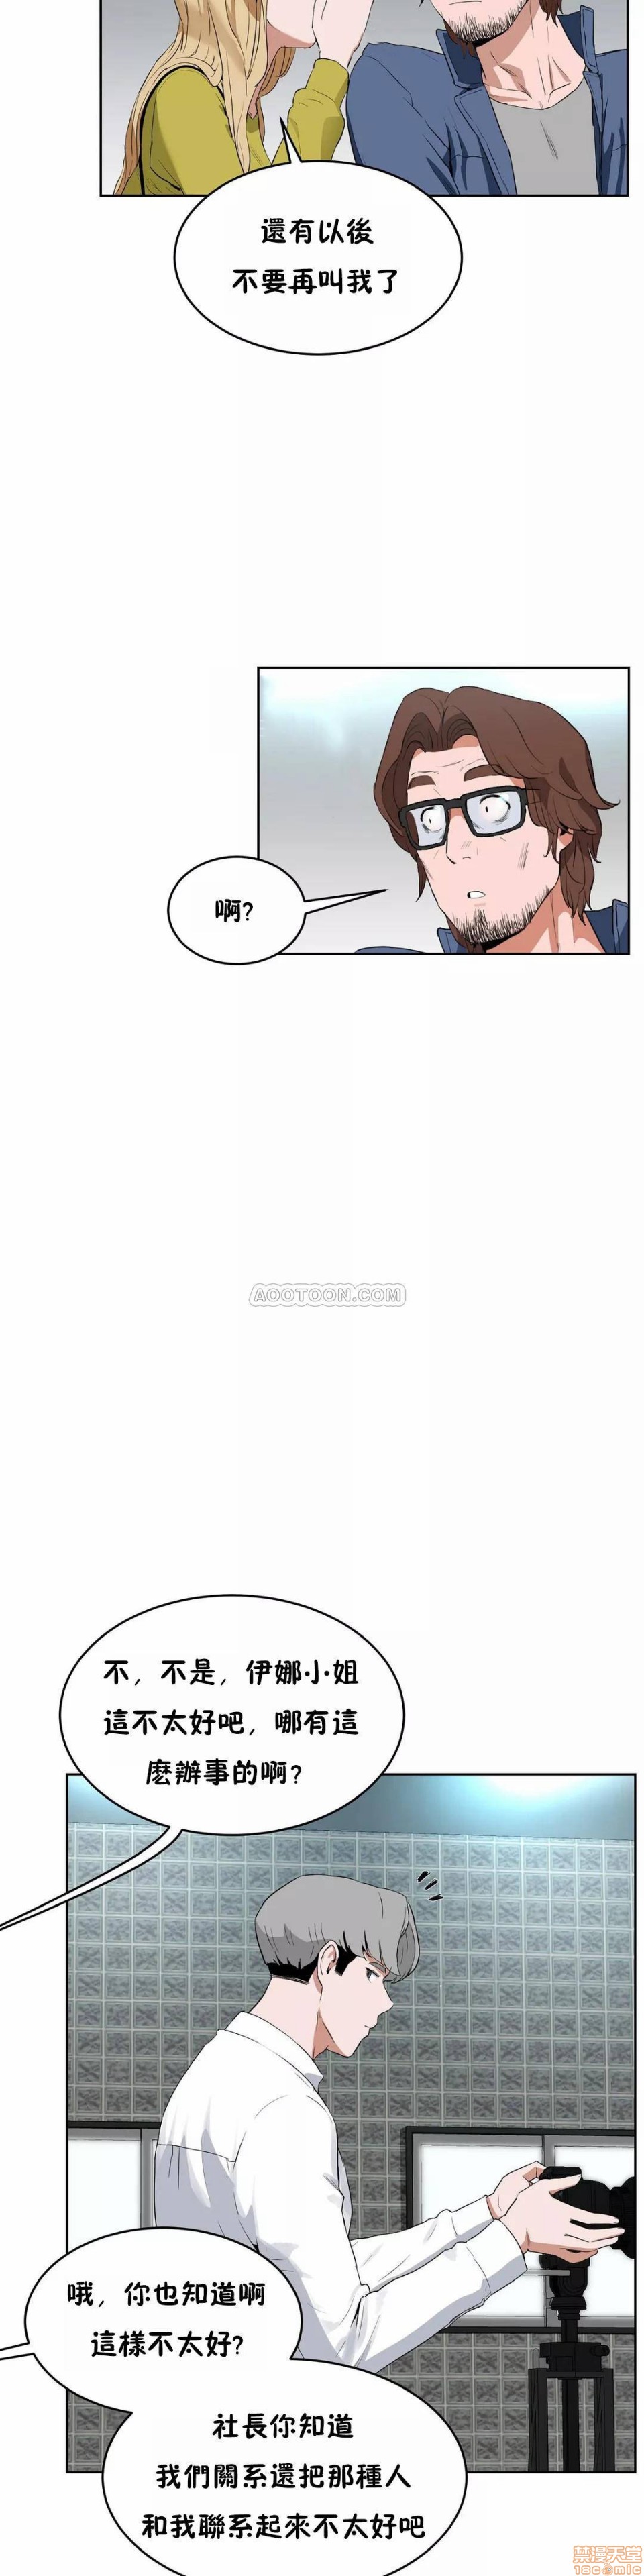 還有以後
不要再叫我了
啊?
AOOTOON.COM
不，不是，伊娜小姐
這不太好吧，哪有這
麽辦事的啊?
哦，你也知道啊
這樣不太好?
社長你知道
我們關系還把那種人
和我聯系起來不太好吧
禁漫天堂
18comic